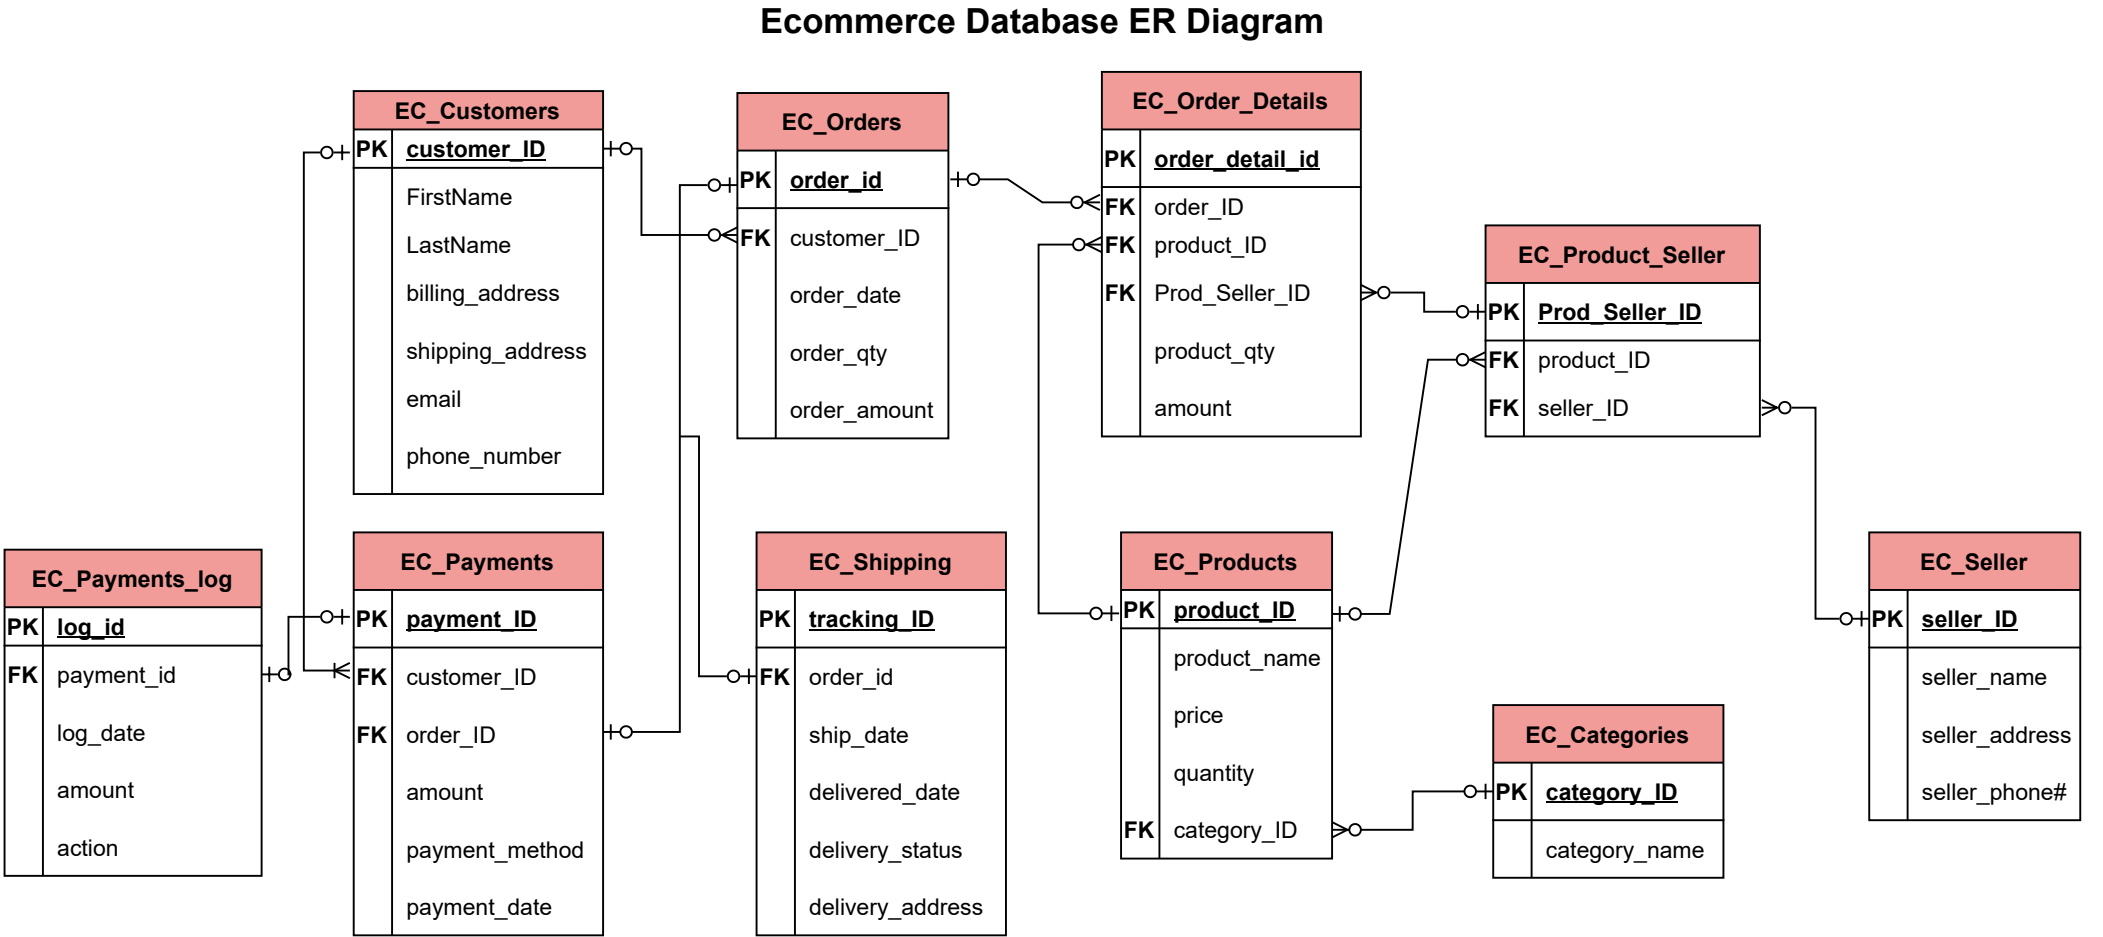 Ecommerce Database ER Diagram
EC_Customers
PK customer_ID
FirstName
LastName
billing_address
shipping_address
email
phone_number
EC_Orders
PK order_id
FK customer_ID
order_date
order_qty
order_amount
EC_Order_Details
PK order_detail_id
FK order_ID
FK product_ID
FK Prod_Seller_ID
product_qty
amount
EC_Product_Seller
PK Prod_Seller_ID
FK product_ID
FK seller_ID
EC_Payments_log
PK log_id
FK payment_id
log_date
amount
action
EC_Payments
PK payment_ID
FK customer_ID
FK order_ID
amount
payment_method
payment_date
EC_Shipping
PK tracking_ID
FK order_id
ship_date
delivered_date
delivery_status
delivery_address
EC_Products
PK product_ID
product_name
price
quantity
FK category_ID
EC_Categories
PK category_ID
category_name
EC_Seller
PK seller_ID
seller_name
seller_address
seller_phone#